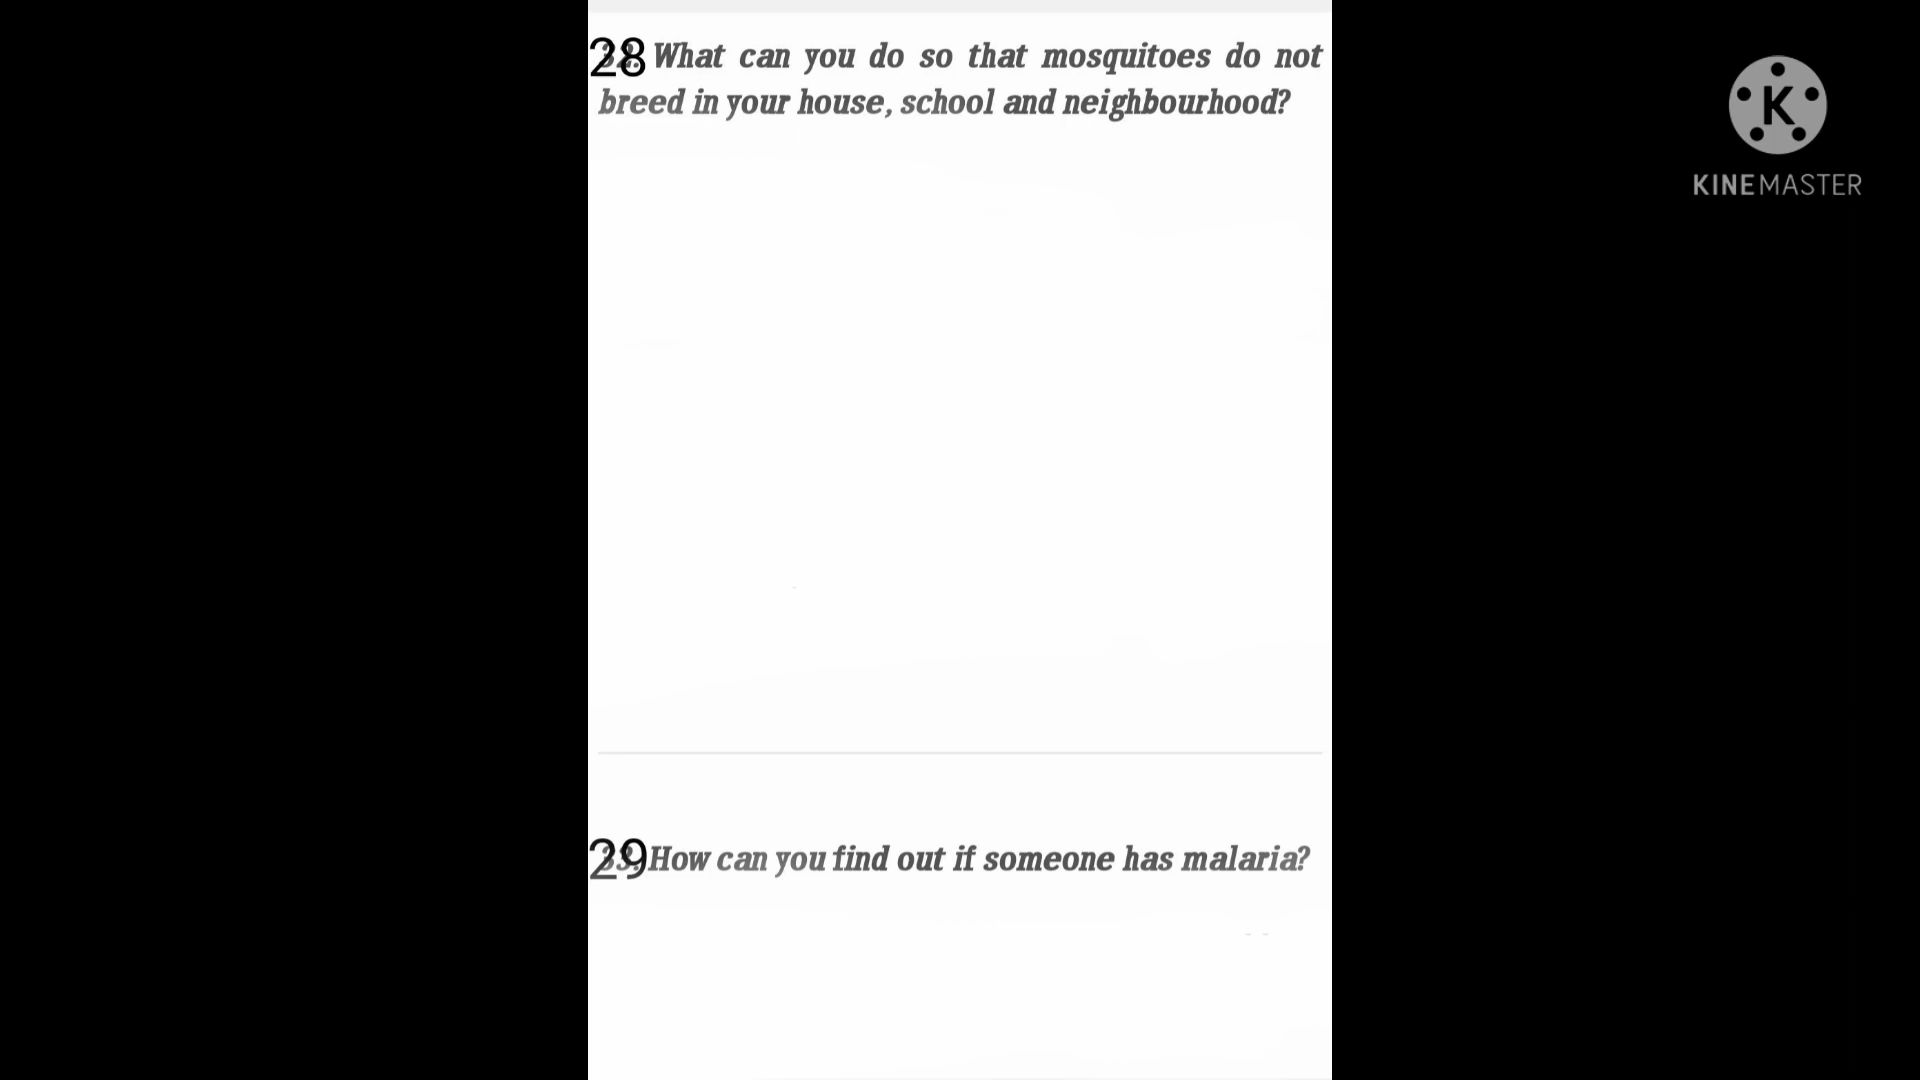 28 What can you do so that mosquitoes do not
breed in your house, school and neighbourhood?
29 How can you find out if someone has malaria?
K
KINEMASTER